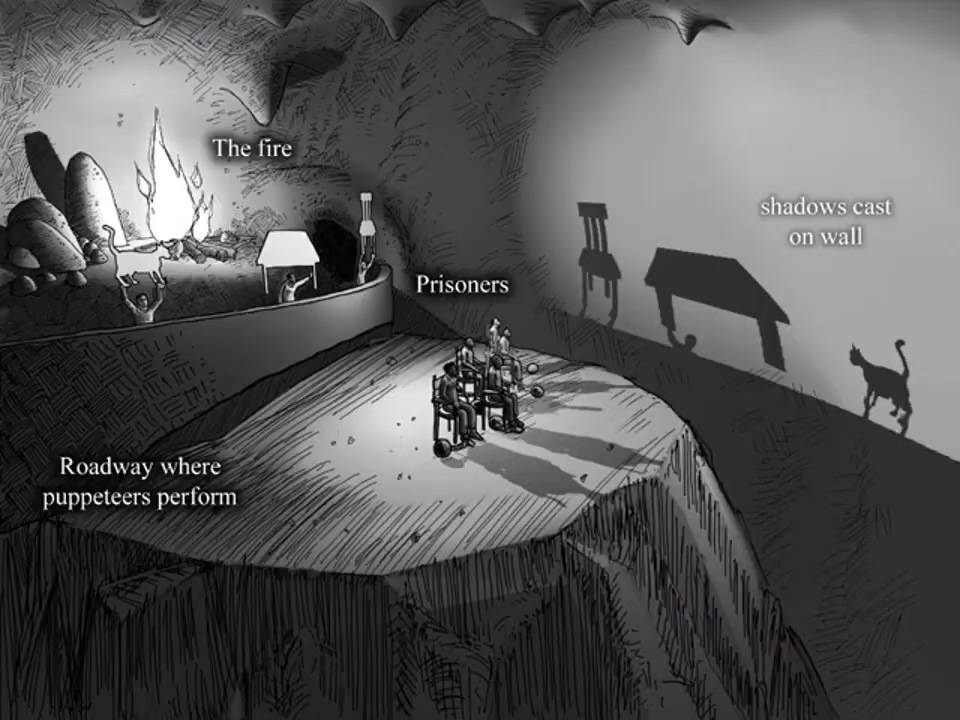 The fire
shadows cast
on wall
Prisoners
Roadway where
puppeteers perform